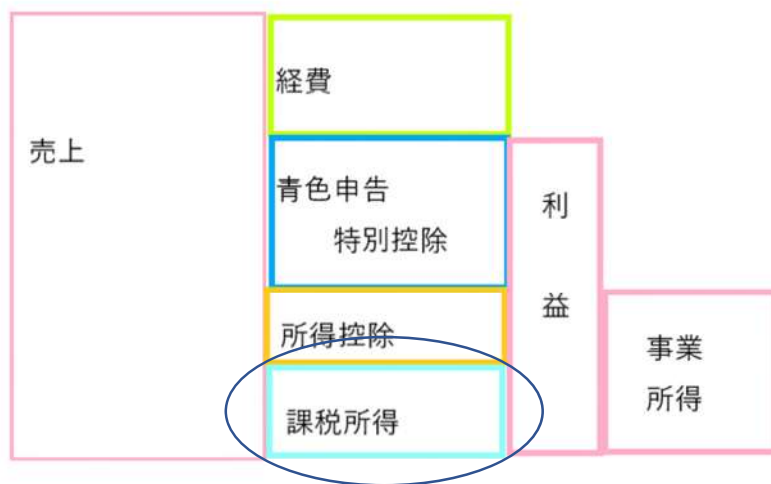 売上
経費
青色申告
特別控除
所得控除
課税所得
利
益
事業
所得